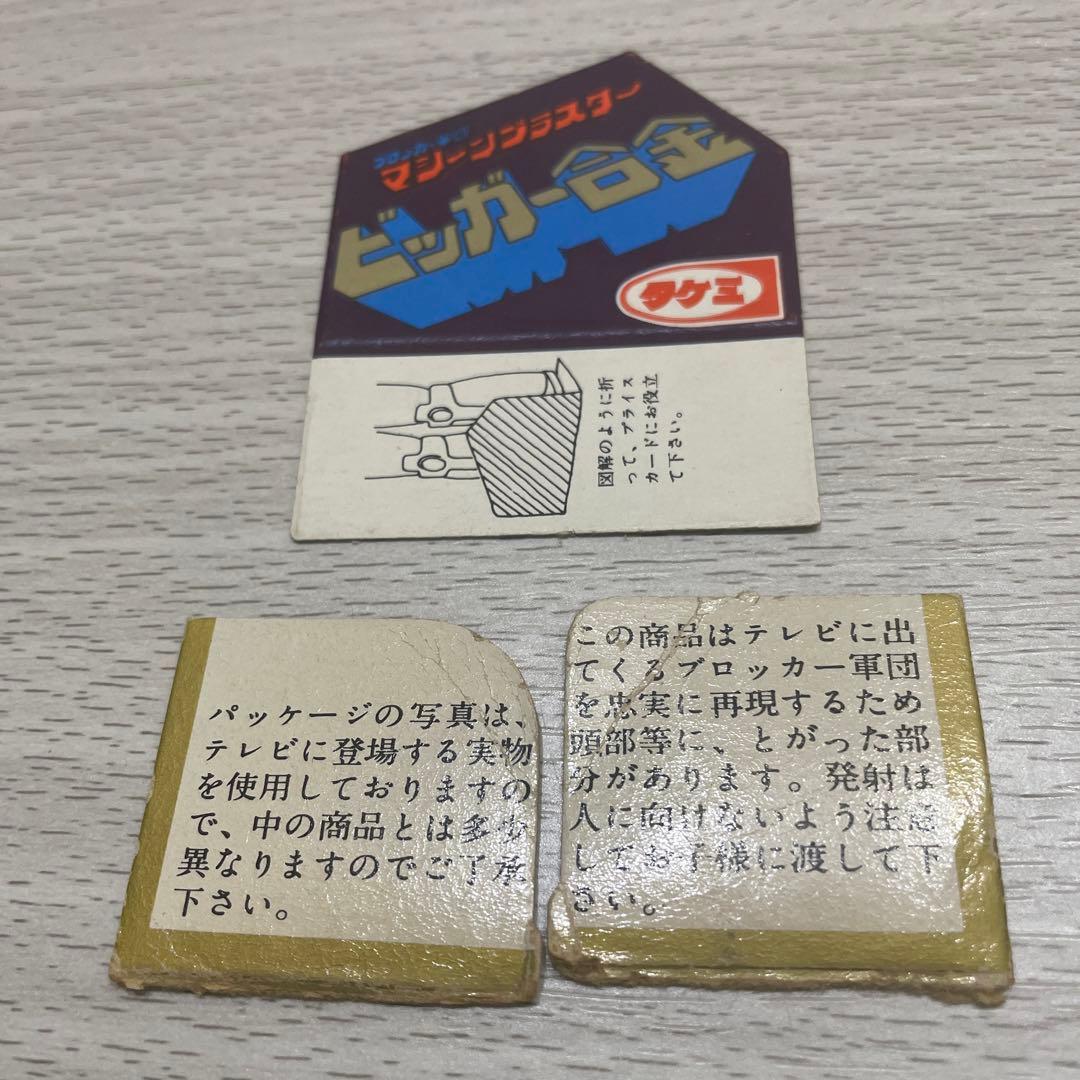 ブロッカー軍団
マシーンブラスター
ビッガー合金
タケミ
図解のように折
って、プライス
カードにお役立
て下さい。
パッケージの写真は、
テレビに登場する実物
を使用しておりますの
で、中の商品とは多少
異なりますのでご了承
下さい。
この商品はテレビに出
てくるブロッカー軍団
を忠実に再現するため
頭部等に、とがった部
分があります。発射は
人に向けないよう注意
してお子様に渡して下
さい。